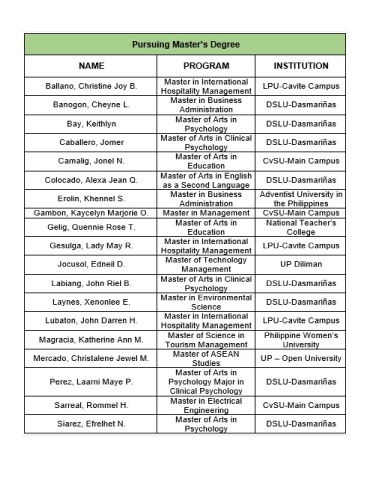 Pursuing Master's Degree
NAME PROGRAM INSTITUTION
Ballano, Christine Joy B. Master in International Hospitality Management LPU-Cavite Campus
Banogon, Cheyne L. Master in Business Administration DSLU-Dasmariñas
Bay, Keithlyn Master of Arts in Psychology DSLU-Dasmariñas
Caballero, Jomer Master of Arts in Clinical Psychology DSLU-Dasmariñas
Camalig, Jonel N. Master of Arts in Education CvSU-Main Campus
Colocado, Alexa Jean Q. Master of Arts in English as a Second Language DSLU-Dasmariñas
Erolin, Khennel S. Master in Business Administration Adventist University in the Philippines
Gambon, Kaycelyn Marjorie O. Master in Management CvSU-Main Campus
Gelig, Quennie Rose T. Master of Arts in Education National Teacher's College
Gesulga, Lady May R. Master in International Hospitality Management LPU-Cavite Campus
Jocusol, Edneil D. Master of Technology Management UP Diliman
Labiang, John Riel B. Master of Arts in Clinical Psychology DSLU-Dasmariñas
Laynes, Xenonlee E. Master in Environmental Science DSLU-Dasmariñas
Lubaton, John Darren H. Master in International Hospitality Management LPU-Cavite Campus
Magracia, Katherine Ann M. Master of Science in Tourism Management Philippine Women's University
Mercado, Christalene Jewel M. Master of ASEAN Studies UP – Open University
Perez, Laarni Maye P. Master of Arts in Psychology Major in Clinical Psychology DSLU-Dasmariñas
Sarreal, Rommel H. Master in Electrical Engineering CvSU-Main Campus
Siarez, Efrelhet N. Master of Arts in Psychology DSLU-Dasmariñas